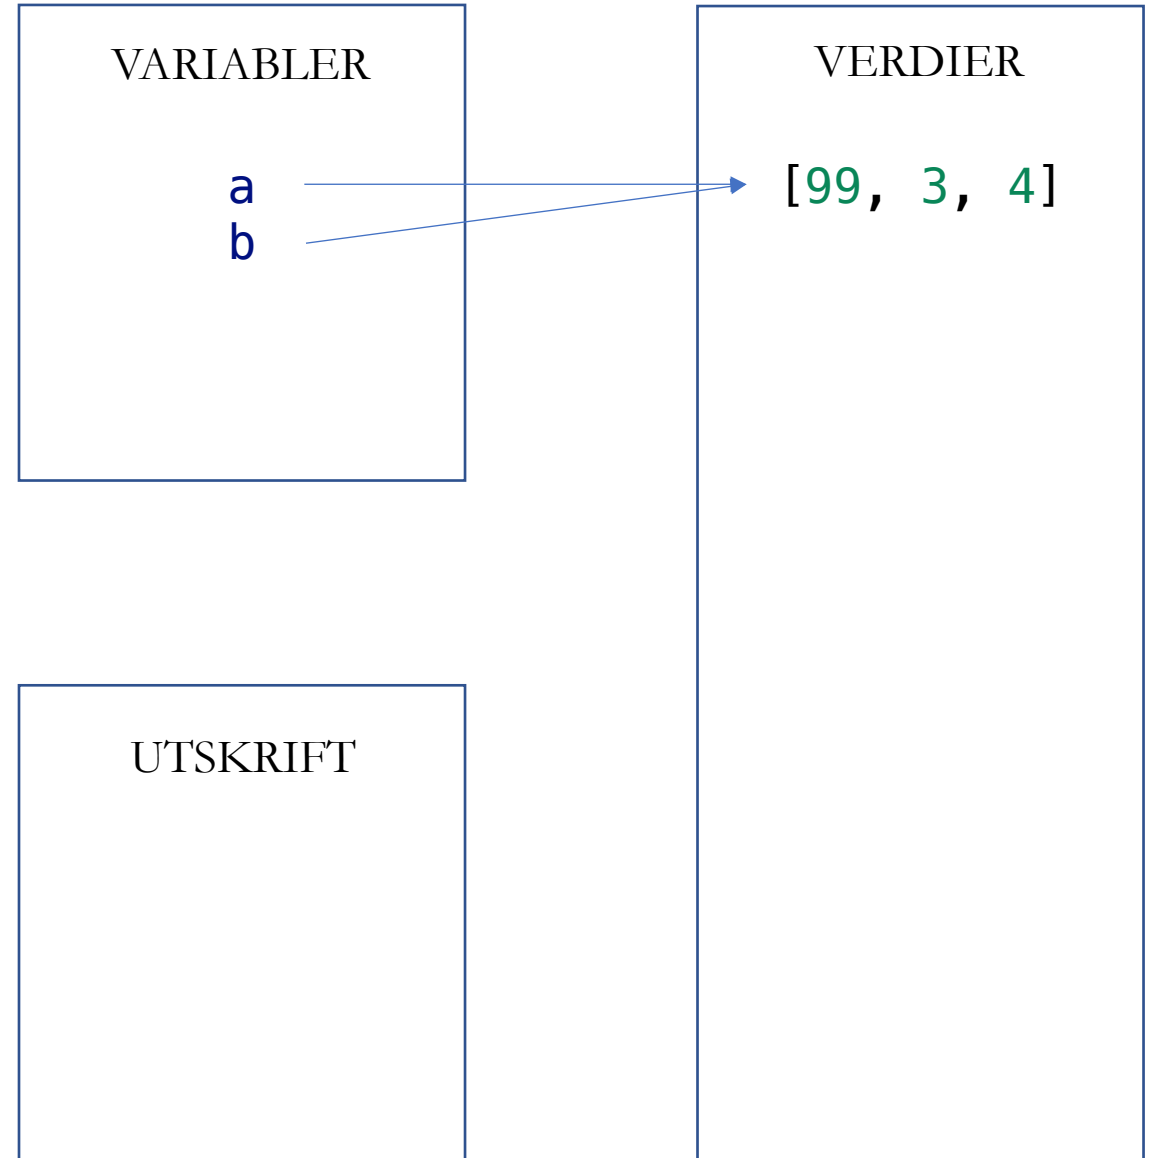 VARIABLER
a
b
VERDIER
[99, 3, 4]
UTSKRIFT